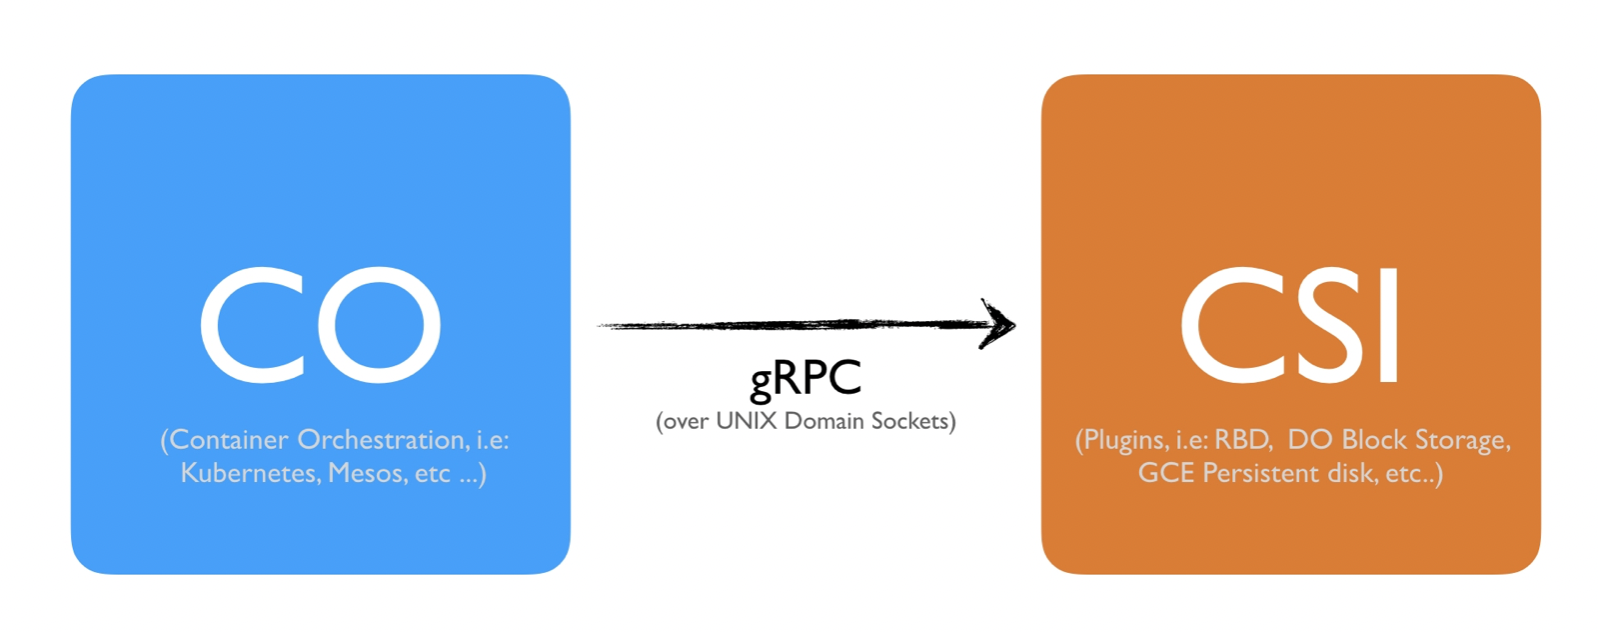 CO
(Container Orchestration, i.e:
Kubernetes, Mesos, etc ...)
gRPC
(over UNIX Domain Sockets)
CSI
(Plugins, i.e: RBD,  DO Block Storage,
GCE Persistent disk, etc..)